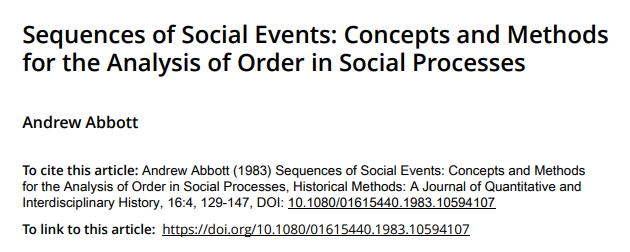 Sequences of Social Events: Concepts and Methods
for the Analysis of Order in Social Processes
Andrew Abbott
To cite this article: Andrew Abbott (1983) Sequences of Social Events: Concepts and Methods
for the Analysis of Order in Social Processes, Historical Methods: A Journal of Quantitative and
Interdisciplinary History, 16:4, 129-147, DOI: 10.1080/01615440.1983.10594107
To link to this article: https://doi.org/10.1080/01615440.1983.10594107